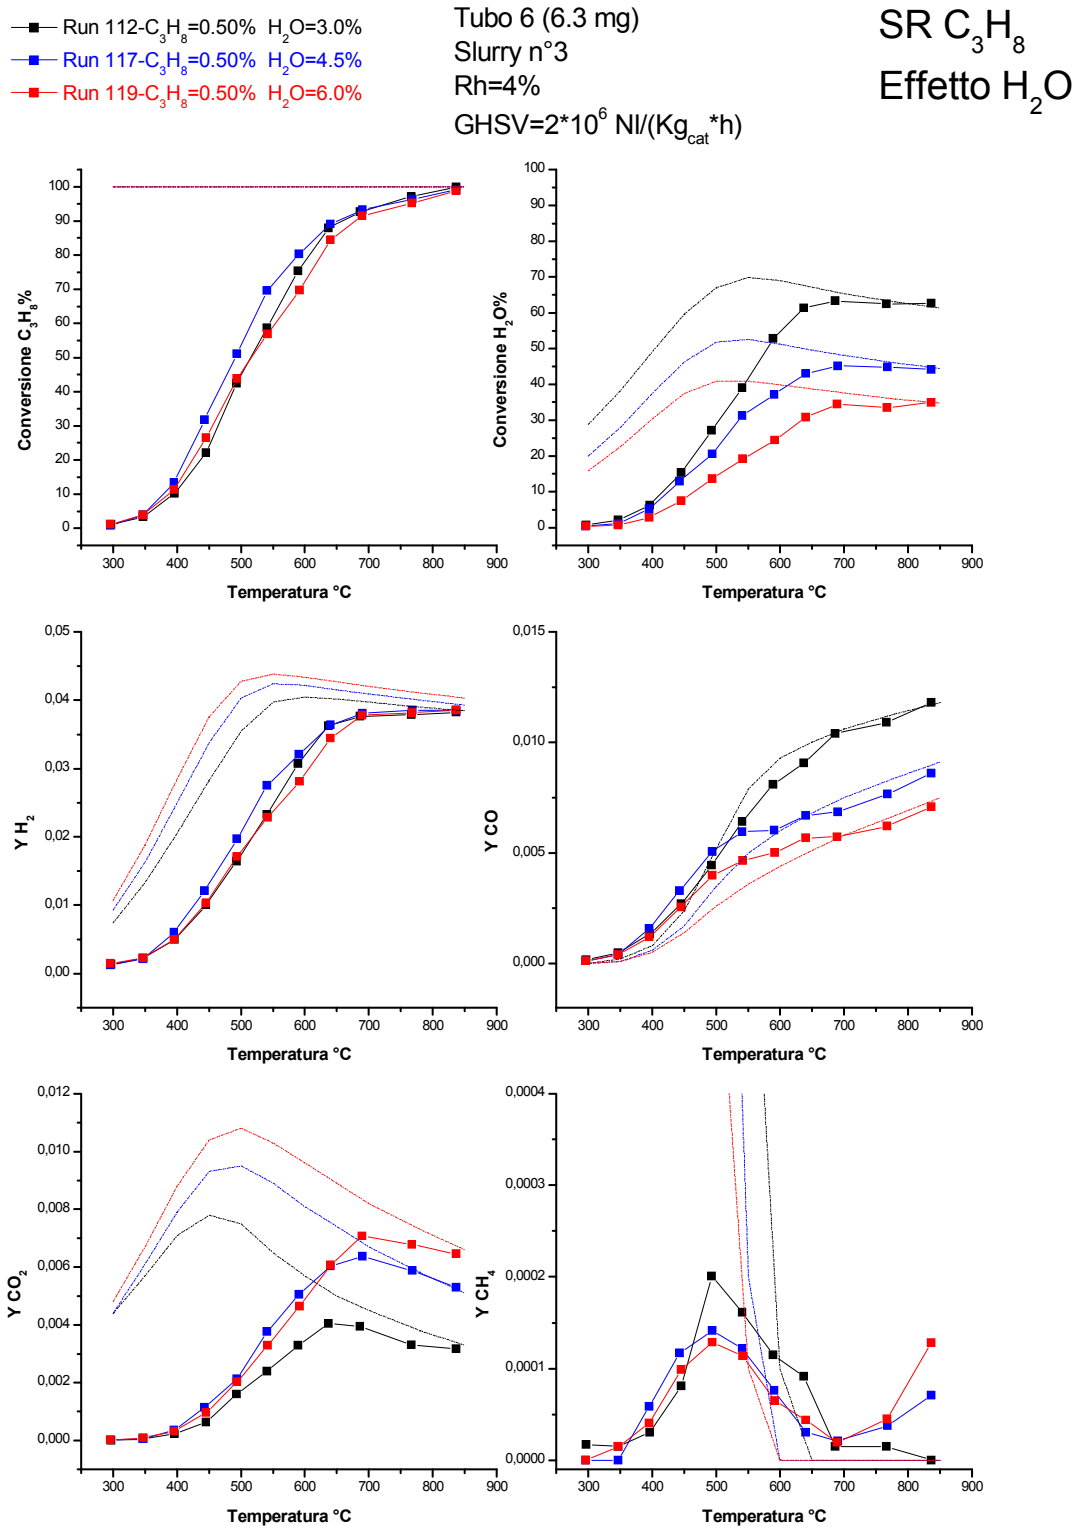 Run 112-C3H8=0.50% H2O=3.0%
Run 117-C3H8=0.50% H2O=4.5%
Run 119-C3H8=0.50% H2O=6.0%
Tubo 6 (6.3 mg)
Slurry n°3
Rh=4%
GHSV=2*10^6 Nl/(Kgcat*h)
SR C3H8
Effetto H2O
Conversione C3H8%
100
90
80
70
60
50
40
30
20
10
0
300 400 500 600 700 800 900
Temperatura °C
Conversione H2O%
100
90
80
70
60
50
40
30
20
10
0
300 400 500 600 700 800 900
Temperatura °C
Y H2
0,05
0,04
0,03
0,02
0,01
0,00
300 400 500 600 700 800 900
Temperatura °C
Y CO
0,015
0,010
0,005
0,000
300 400 500 600 700 800 900
Temperatura °C
Y CO2
0,012
0,010
0,008
0,006
0,004
0,002
0,000
300 400 500 600 700 800 900
Temperatura °C
Y CH4
0,0004
0,0003
0,0002
0,0001
0,0000
300 400 500 600 700 800 900
Temperatura °C